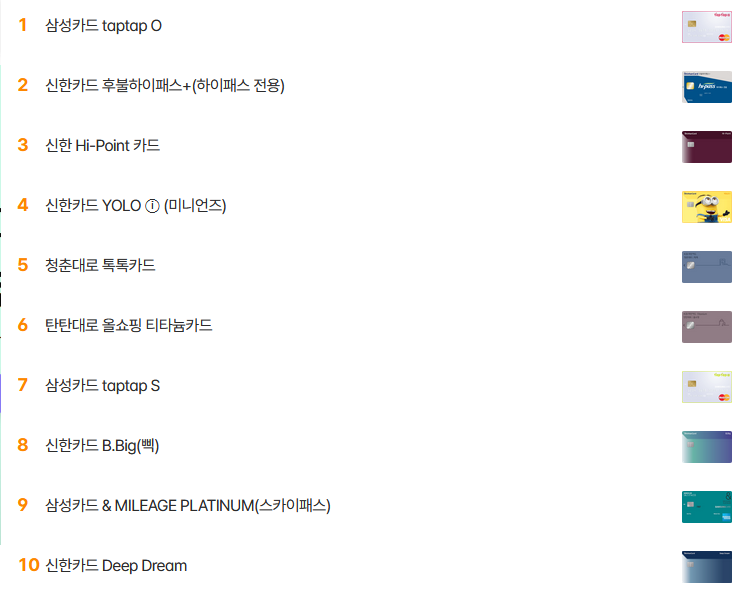 1 삼성카드 taptap O
2 신한카드 후불하이패스+(하이패스 전용)
3 신한 Hi-Point 카드
4 신한카드 YOLO ⓘ (미니언즈)
5 청춘대로 톡톡카드
6 탄탄대로 올쇼핑 티타늄카드
7 삼성카드 taptap S
8 신한카드 B.Big(삑)
9 삼성카드 & MILEAGE PLATINUM(스카이패스)
10 신한카드 Deep Dream